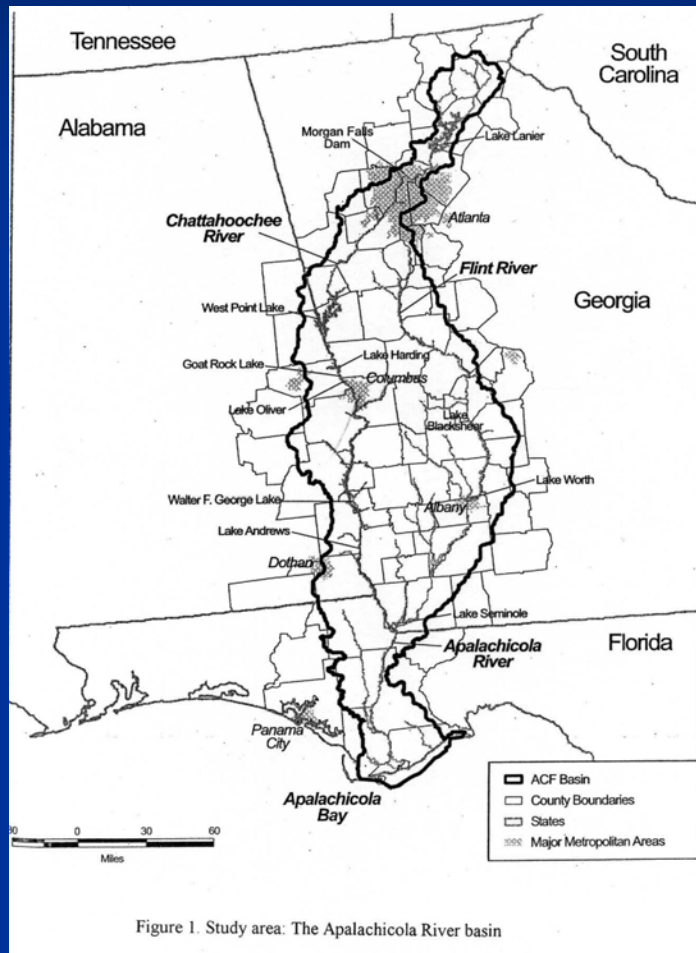 Tennessee
South
Carolina
Alabama
Morgan Falls
Dam
Lake Lanier
Atlanta
Chattahoochee
River
Flint River
West Point Lake
Georgia
Goat Rock Lake
Lake Harding
Columbus
Lake Oliver
Lake
Blackshear
Walter F. George Lake
Lake Worth
Albany
Lake Andrews
Dothan
Lake Seminole
Apalachicola
River
Florida
Panama
City
Apalachicola
Bay
ACF Basin
County Boundaries
States
Major Metropolitan Areas
30 0 30 60
Miles
Figure 1. Study area: The Apalachicola River basin